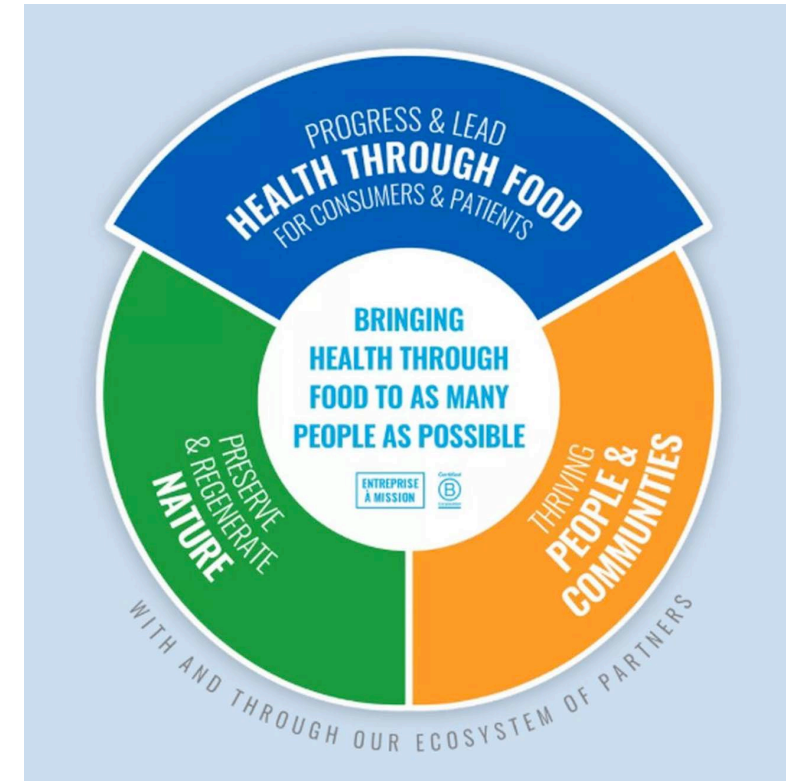 PROGRESS & LEAD
HEALTH THROUGH FOOD
FOR CONSUMERS & PATIENTS
BRINGING
HEALTH THROUGH
FOOD TO AS MANY
PEOPLE AS POSSIBLE
ENTREPRISE
À MISSION
Certified
B
Corporation
PRESERVE
& REGENERATE
NATURE
THRIVING
PEOPLE &
COMMUNITIES
WITH AND THROUGH OUR ECOSYSTEM OF PARTNERS